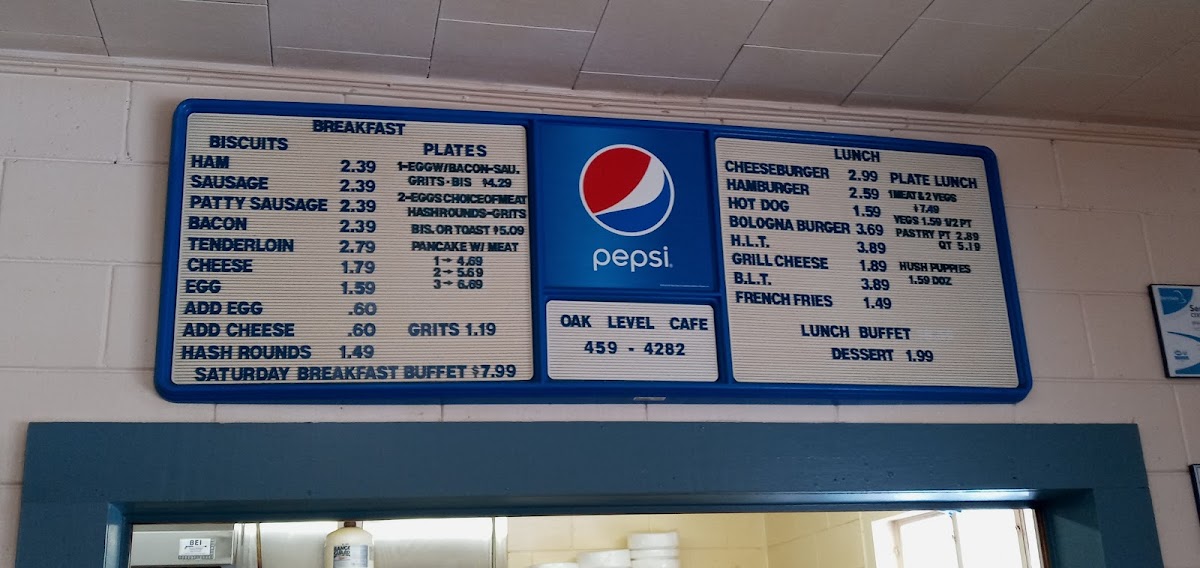 BREAKFAST
BISCUITS
HAM 2.39
SAUSAGE 2.39
PATTY SAUSAGE 2.39
BACON 2.39
TENDERLOIN 2.79
CHEESE 1.79
EGG 1.59
ADD EGG .60
ADD CHEESE .60
HASH ROUNDS 1.49
PLATES
1-EGGW/BACON-SAU.
GRITS-BIS $4.29
2-EGGS CHOICEOFMEAT
HASHROUNDS-GRITS
BIS. OR TOAST $5.09
PANCAKE W/ MEAT
1→ 4.69
2→ 5.69
3→ 6.69
GRITS 1.19
SATURDAY BREAKFAST BUFFET $7.99
pepsi
OAK LEVEL CAFE
459 - 4282
LUNCH
CHEESEBURGER 2.99
HAMBURGER 2.59
HOT DOG 1.59
BOLOGNA BURGER 3.69
H.L.T. 3.89
GRILL CHEESE 1.89
B.L.T. 3.89
FRENCH FRIES 1.49
PLATE LUNCH
1 MEAT & 2 VEGS
$7.49
VEGS 1.59 1/2 PT
PASTRY PT 2.89
QT 5.19
HUSH PUPPIES
1.59 DOZ
LUNCH BUFFET
DESSERT 1.99
BEI